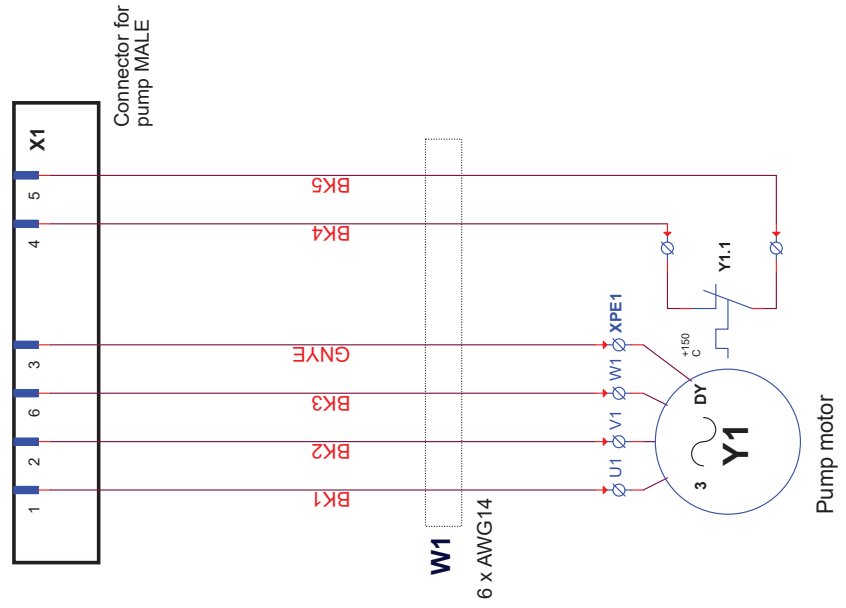 X1
Connector for
pump MALE
1
2
6
3
4
5
BK1
BK2
BK3
GNYE
BK4
BK5
W1
6 x AWG14
U1
V1
W1
XPE1
Y1.1
+150
C
3
DY
Y1
Pump motor